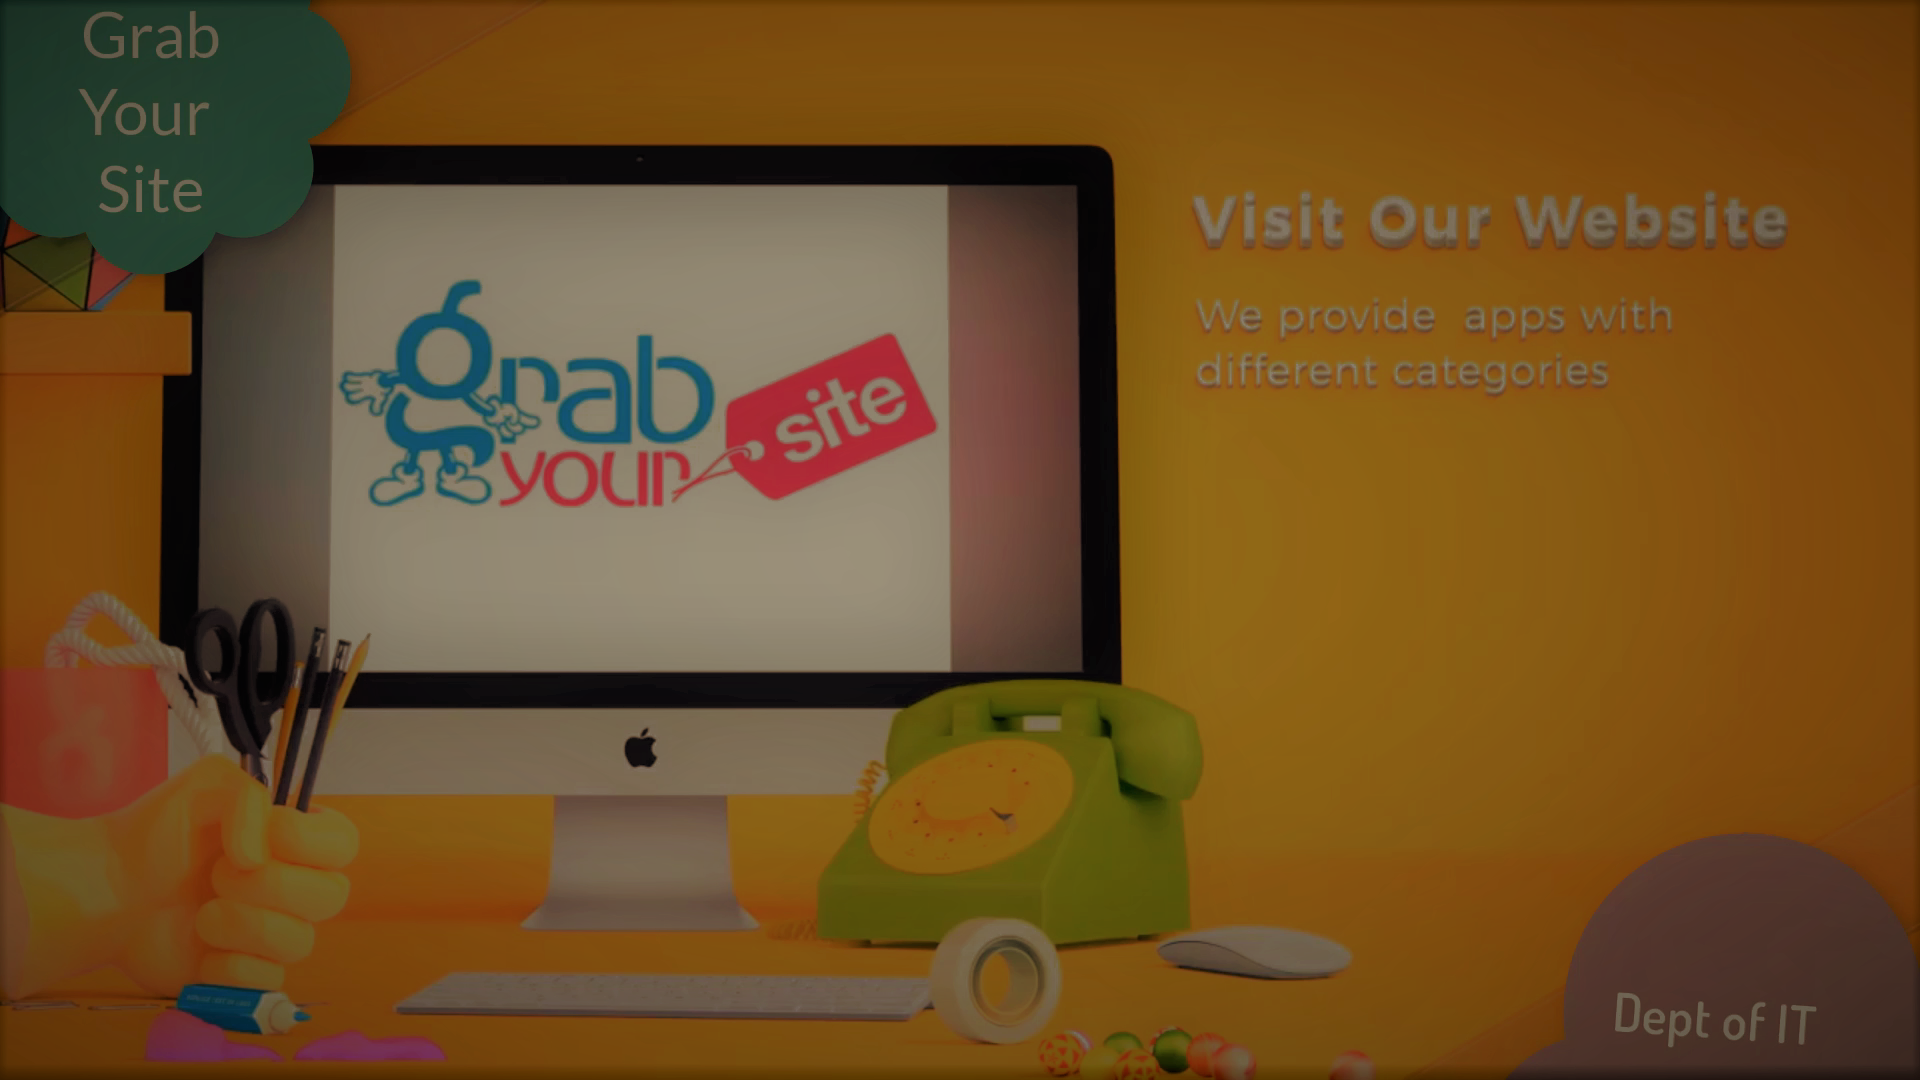 Grab
Your
Site
grab
your
site
Visit Our Website
We provide  apps with
different categories
Dept of IT